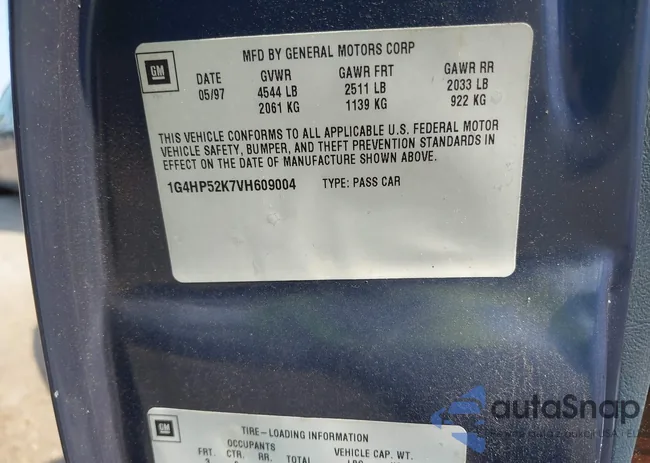 MFD BY GENERAL MOTORS CORP
GM
DATE GVWR GAWR FRT GAWR RR
05/97 4544 LB 2511 LB 2033 LB
2061 KG 1139 KG 922 KG
THIS VEHICLE CONFORMS TO ALL APPLICABLE U.S. FEDERAL MOTOR
VEHICLE SAFETY, BUMPER, AND THEFT PREVENTION STANDARDS IN
EFFECT ON THE DATE OF MANUFACTURE SHOWN ABOVE.
1G4HP52K7VH609004 TYPE: PASS CAR
GM
TIRE-LOADING INFORMATION
OCCUPANTS VEHICLE CAP. WT.
FRT. CTR. RR. TOTAL
autoSnap